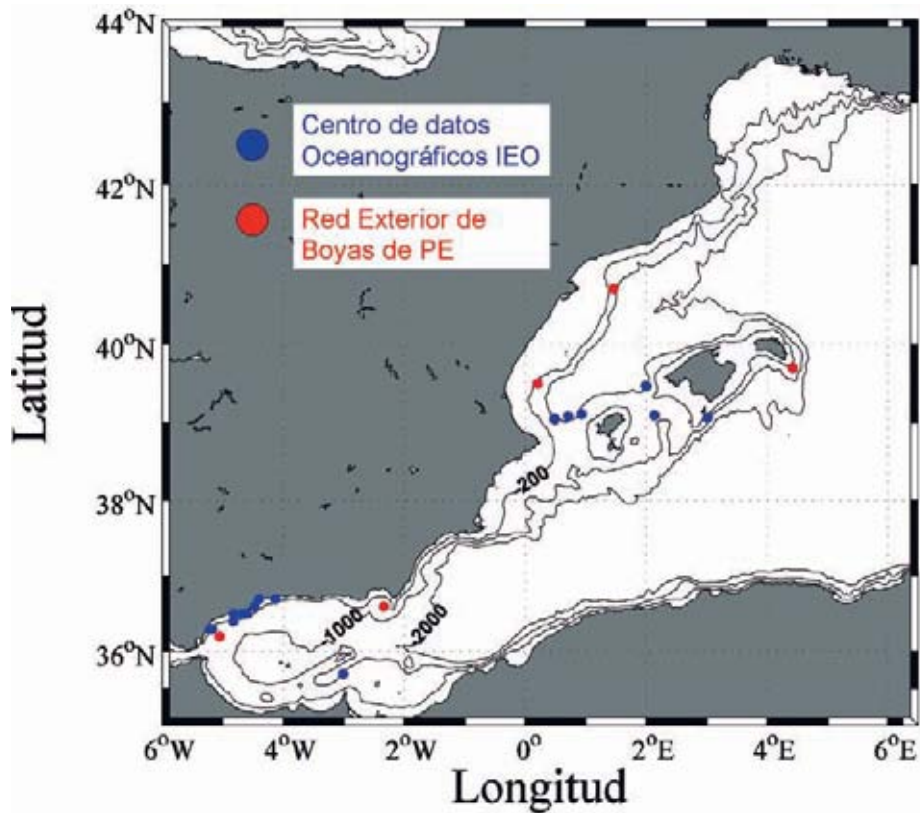 44°N
42°N
40°N
38°N
36°N
Latitud
Centro de datos
Oceanográficos IEO
Red Exterior de
Boyas de PE
-200
-1000
-2000
6°W
4°W
2°W
0°
2°E
4°E
6°E
Longitud